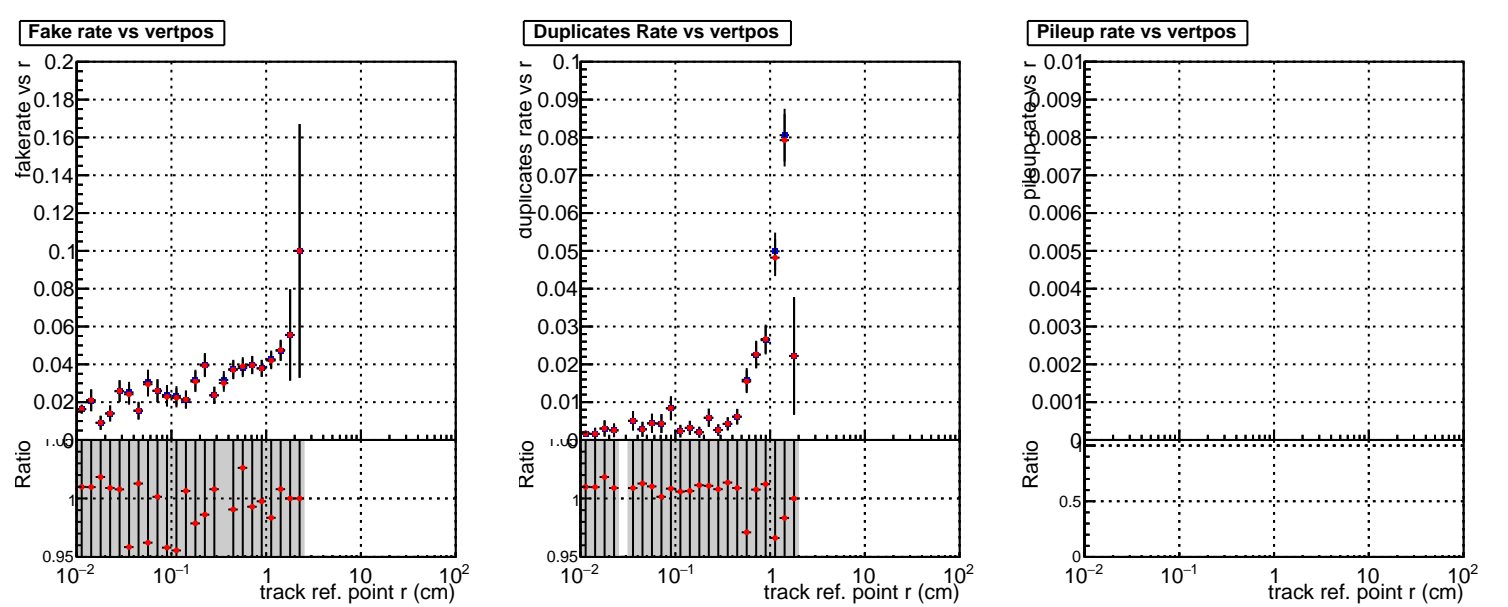 Fake rate vs vertpos
fakerate vs r
0.2
0.18
0.16
0.14
0.12
0.1
0.08
0.06
0.04
0.02
0
Ratio
1
0.95
10−2 10−1 1 10 102
track ref. point r (cm)
Duplicates Rate vs vertpos
duplicates rate vs r
0.1
0.09
0.08
0.07
0.06
0.05
0.04
0.03
0.02
0.01
0
Ratio
1
0.95
10−2 10−1 1 10 102
track ref. point r (cm)
Pileup rate vs vertpos
pileup rate vs r
0.01
0.009
0.008
0.007
0.006
0.005
0.004
0.003
0.002
0.001
0
Ratio
1
0.5
0
10−2 10−1 1 10 102
track ref. point r (cm)